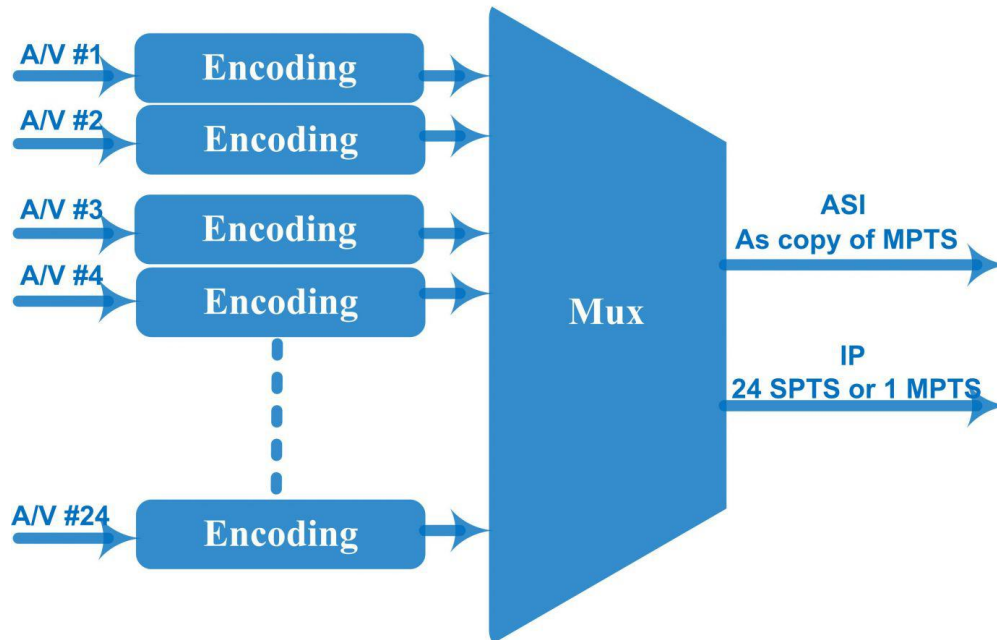 A/V #1
Encoding
A/V #2
Encoding
A/V #3
Encoding
A/V #4
Encoding
A/V #24
Encoding
Mux
ASI
As copy of MPTS
IP
24 SPTS or 1 MPTS